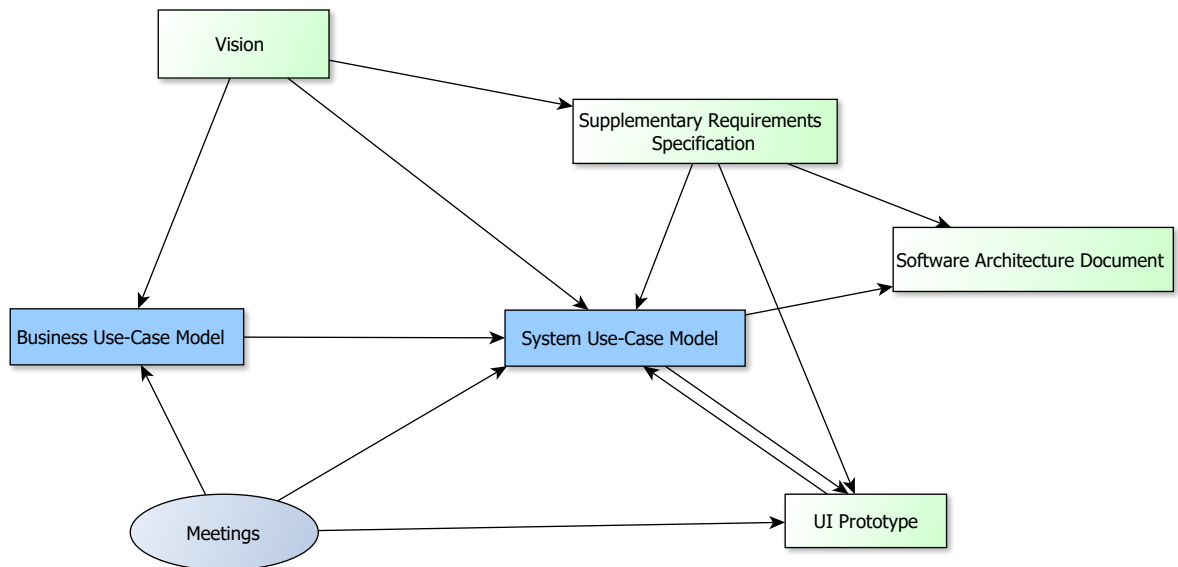 Vision
Supplementary Requirements
Specification
Software Architecture Document
Business Use-Case Model
System Use-Case Model
Meetings
UI Prototype